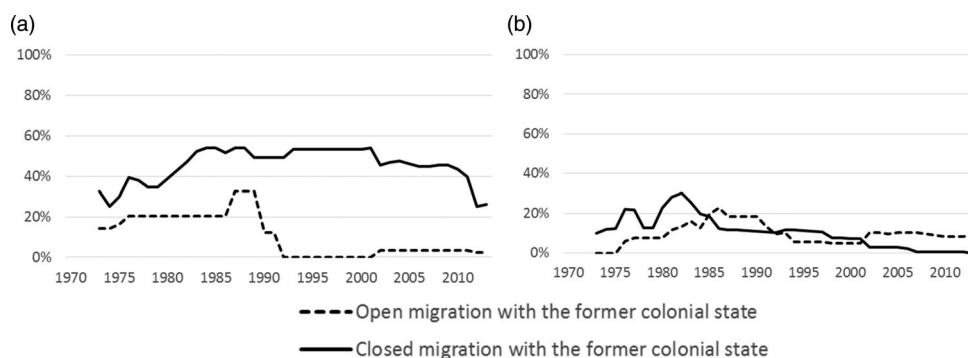 (a)
100%
80%
60%
40%
20%
0%
1970 1975 1980 1985 1990 1995 2000 2005 2010
(b)
100%
80%
60%
40%
20%
0%
1970 1975 1980 1985 1990 1995 2000 2005 2010
Open migration with the former colonial state
Closed migration with the former colonial state